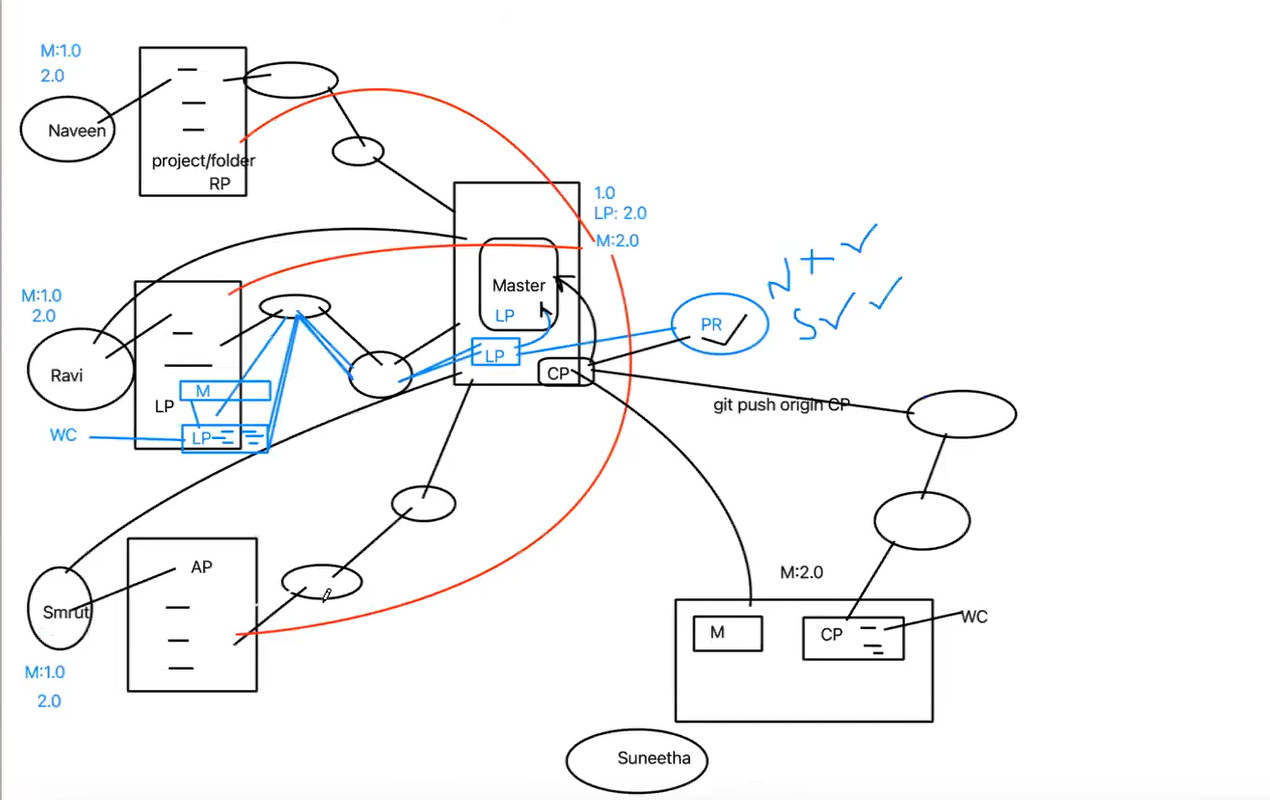 M:1.0
2.0
Naveen
project/folder
RP
1.0
LP: 2.0
M:2.0
Master
LP
LP
CP
PR
N + ✓
S ✓ ✓
M:1.0
2.0
Ravi
M
LP
WC
LP
git push origin CP
AP
Smrut
M:1.0
2.0
M:2.0
M
CP
WC
Suneetha